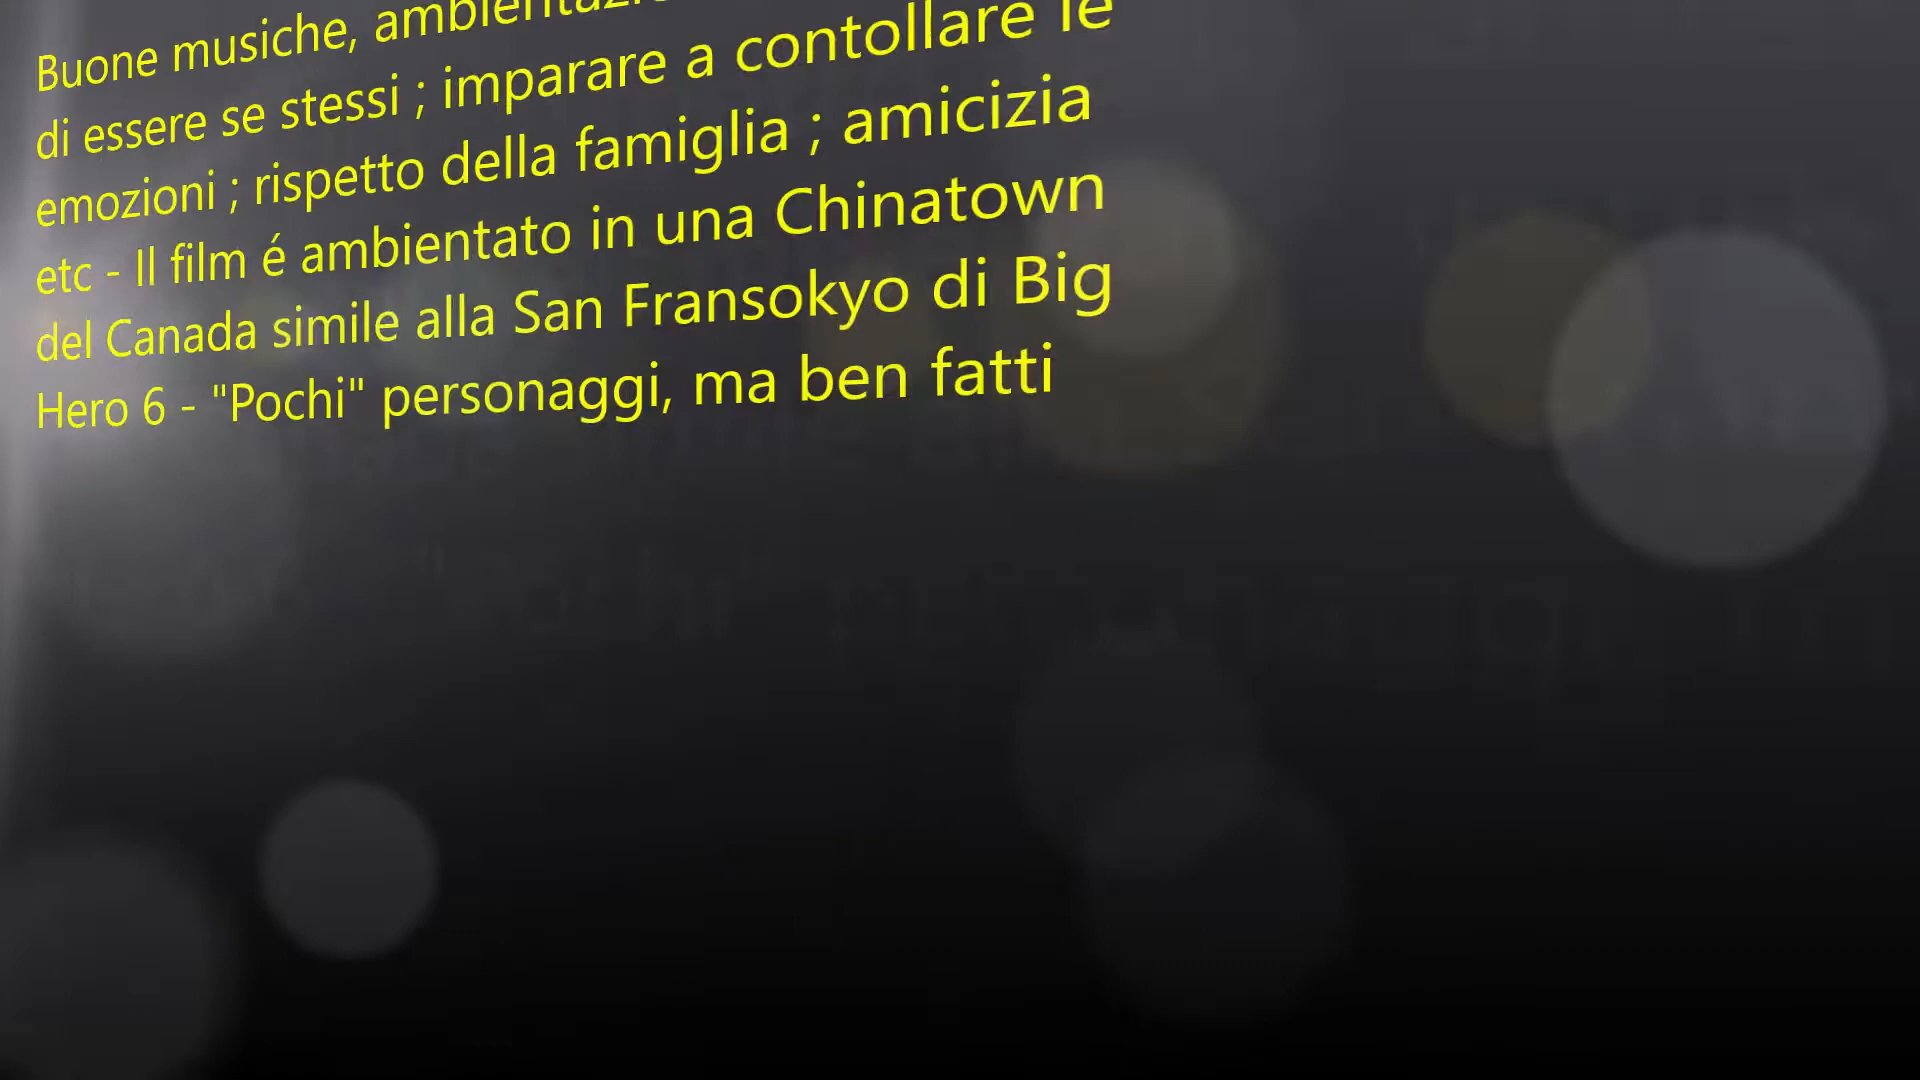 Buone musiche,
di essere se stessi ; imparare a contollare le
emozioni ; rispetto della famiglia ; amicizia
etc - Il film é ambientato in una Chinatown
del Canada simile alla San Fransokyo di Big
Hero 6 - "Pochi" personaggi, ma ben fatti